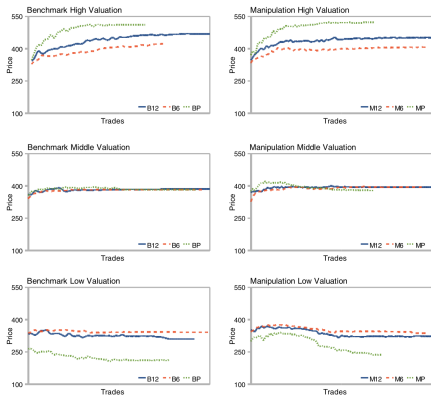 Benchmark High Valuation
550
400
250
100
Price
Trades
B12 B6 BP
Manipulation High Valuation
550
400
250
100
Price
Trades
M12 M6 MP
Benchmark Middle Valuation
550
400
250
100
Price
Trades
B12 B6 BP
Manipulation Middle Valuation
550
400
250
100
Price
Trades
M12 M6 MP
Benchmark Low Valuation
550
400
250
100
Price
Trades
B12 B6 BP
Manipulation Low Valuation
550
400
250
100
Price
Trades
M12 M6 MP